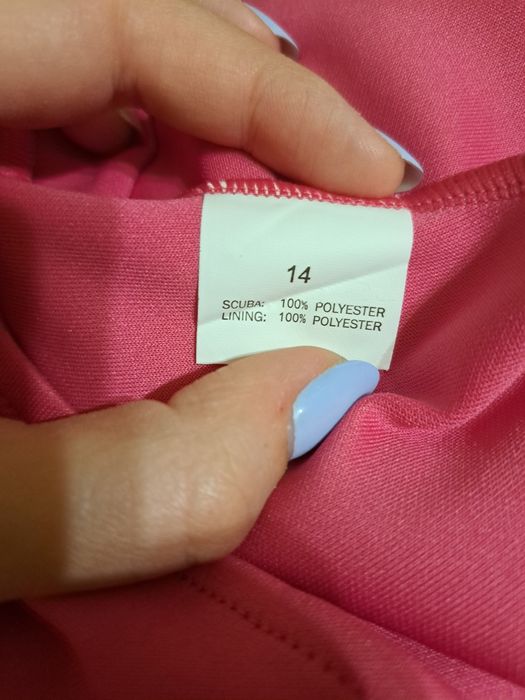 14
SCUBA: 100% POLYESTER
LINING: 100% POLYESTER